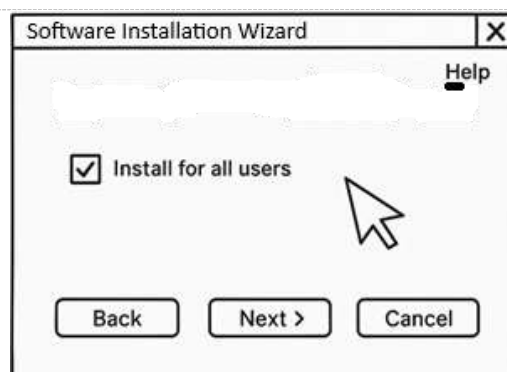 Software Installation Wizard X
Help
Install for all users
Back Next > Cancel